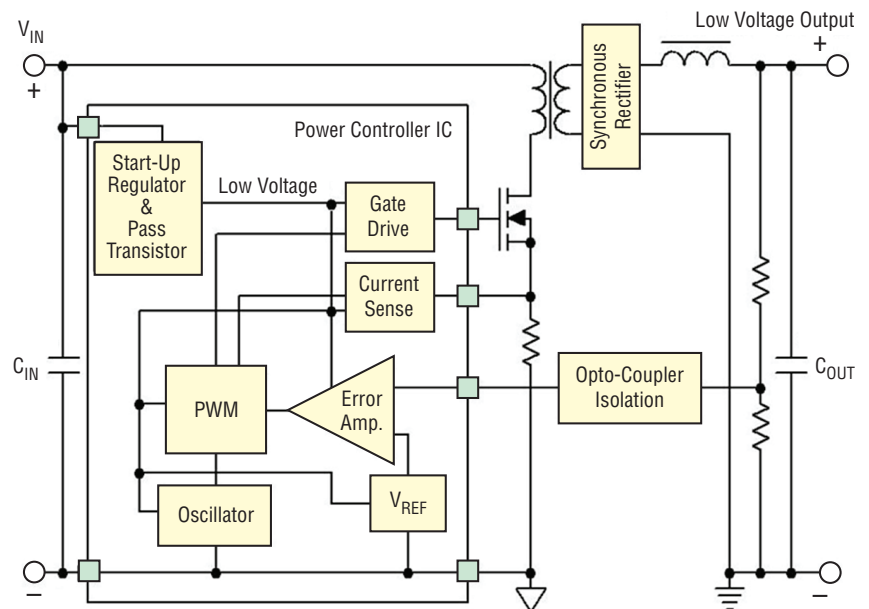 V_IN
Low Voltage Output
+
+
Power Controller IC
Synchronous
Rectifier
Start-Up
Regulator
&
Pass
Transistor
Low Voltage
Gate
Drive
Current
Sense
C_IN
PWM
Error
Amp.
Opto-Coupler
Isolation
C_OUT
Oscillator
V_REF
–
–